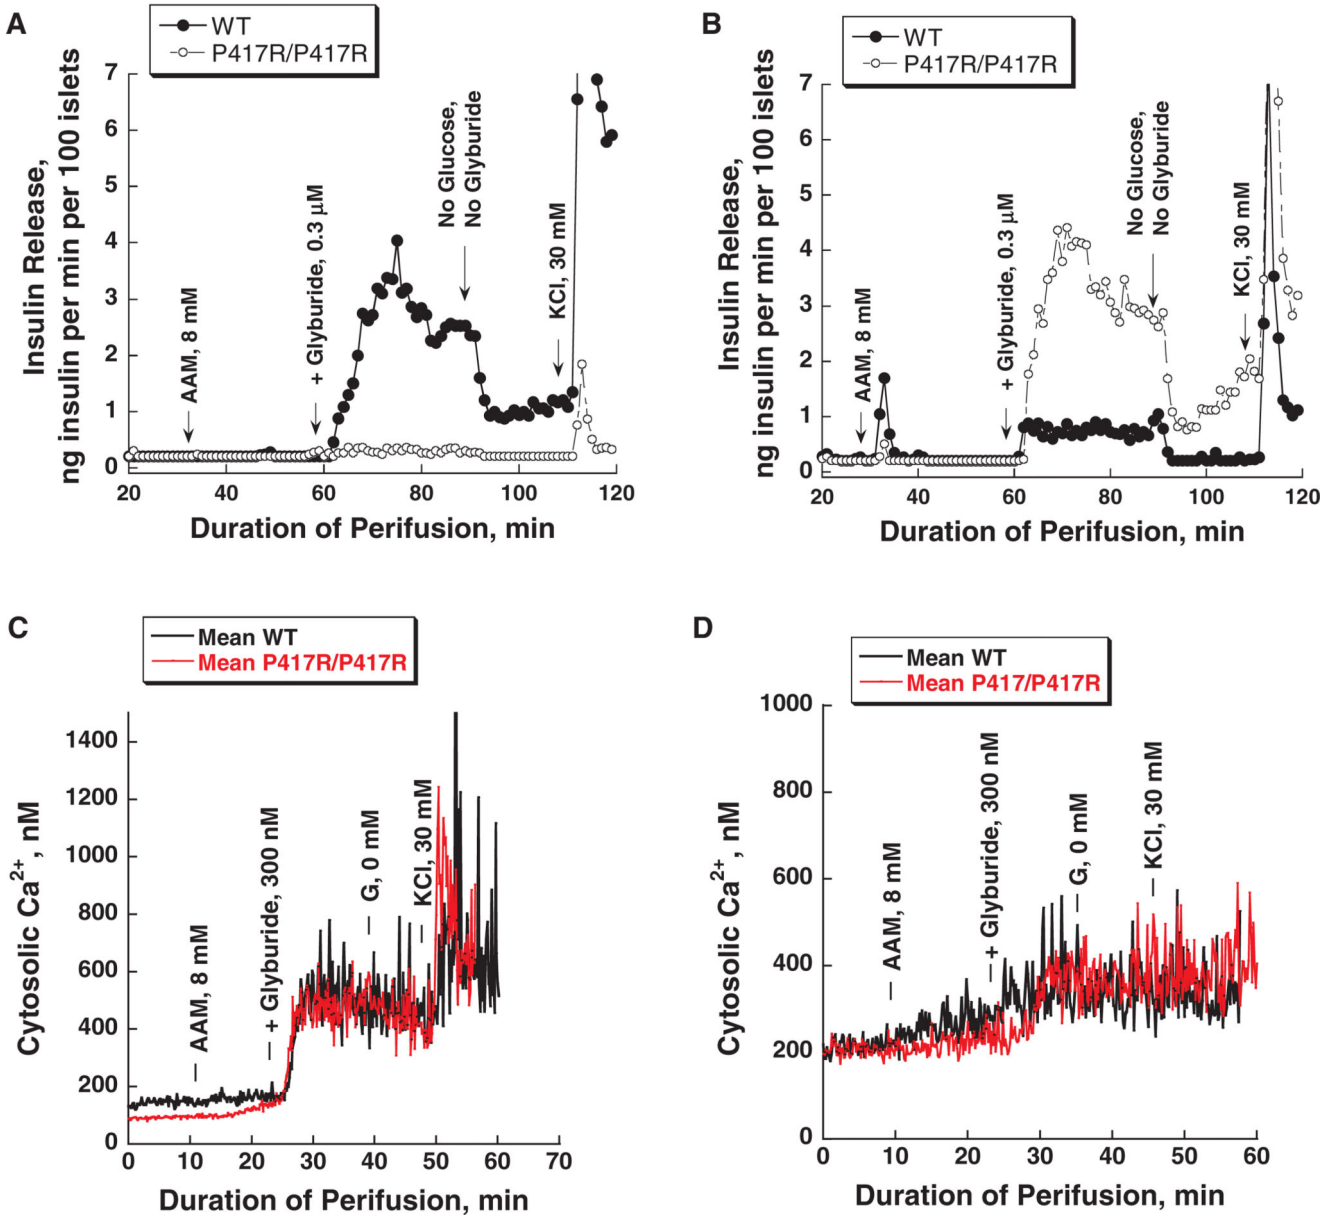 A
WT
P417R/P417R
Insulin Release,
ng insulin per min per 100 islets
7
6
5
4
3
2
1
0
AAM, 8 mM
+ Glyburide, 0.3 µM
No Glucose,
No Glyburide
KCl, 30 mM
20 40 60 80 100 120
Duration of Perifusion, min
B
WT
P417R/P417R
Insulin Release,
ng insulin per min per 100 islets
7
6
5
4
3
2
1
0
AAM, 8 mM
+ Glyburide, 0.3 µM
No Glucose,
No Glyburide
KCl, 30 mM
20 40 60 80 100 120
Duration of Perifusion, min
C
Mean WT
Mean P417R/P417R
Cytosolic Ca²⁺, nM
1400
1200
1000
800
600
400
200
0
AAM, 8 mM
+ Glyburide, 300 nM
G, 0 mM
KCl, 30 mM
0 10 20 30 40 50 60 70
Duration of Perifusion, min
D
Mean WT
Mean P417/P417R
Cytosolic Ca²⁺, nM
1000
800
600
400
200
0
AAM, 8 mM
+ Glyburide, 300 nM
G, 0 mM
KCl, 30 mM
0 10 20 30 40 50 60
Duration of Perifusion, min